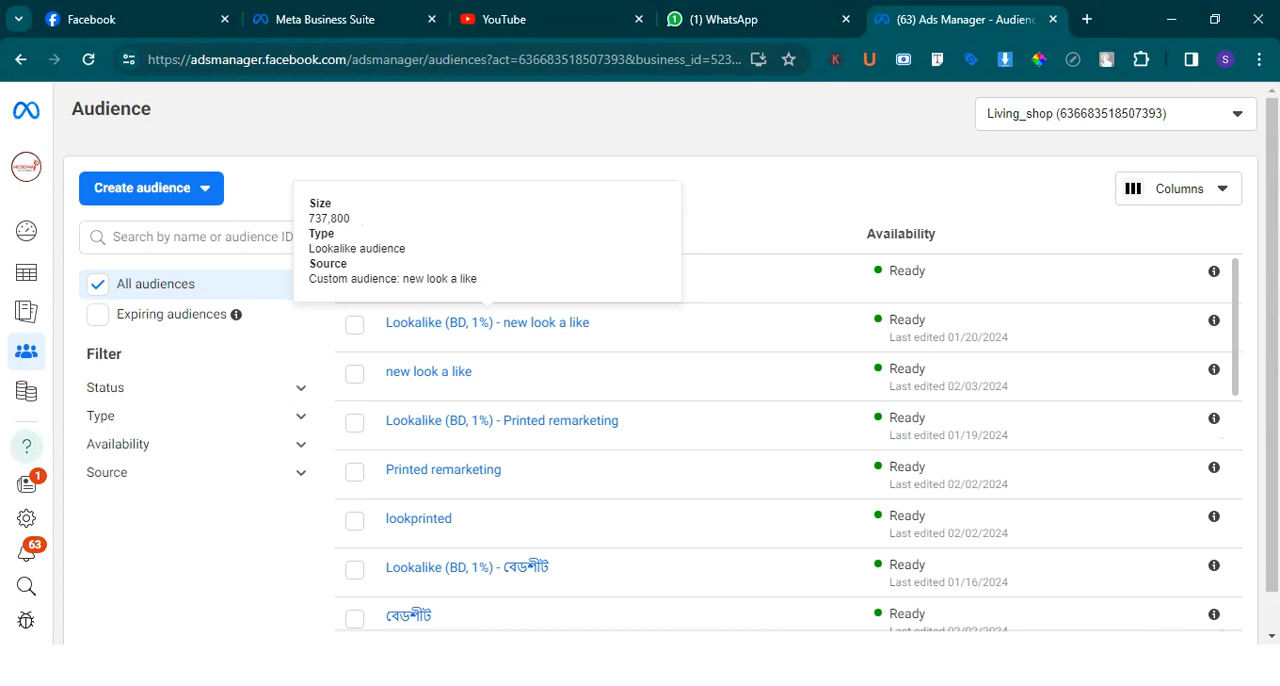 Facebook
Meta Business Suite
YouTube
(1) WhatsApp
(63) Ads Manager - Audienc
https://adsmanager.facebook.com/adsmanager/audiences?act=636683518507393&business_id=523...
Audience
Living_shop (636683518507393)
Create audience
Columns
Search by name or audience ID
Size
737,800
Type
Lookalike audience
Source
Custom audience: new look a like
Availability
All audiences
Expiring audiences
Filter
Status
Type
Availability
Source
Ready
Lookalike (BD, 1%) - new look a like
Ready
Last edited 01/20/2024
new look a like
Ready
Last edited 02/03/2024
Lookalike (BD, 1%) - Printed remarketing
Ready
Last edited 01/19/2024
Printed remarketing
Ready
Last edited 02/02/2024
lookprinted
Ready
Last edited 02/02/2024
Lookalike (BD, 1%) - বেডশীট
Ready
Last edited 01/16/2024
বেডশীট
Ready
Last edited 02/02/2024
1
63